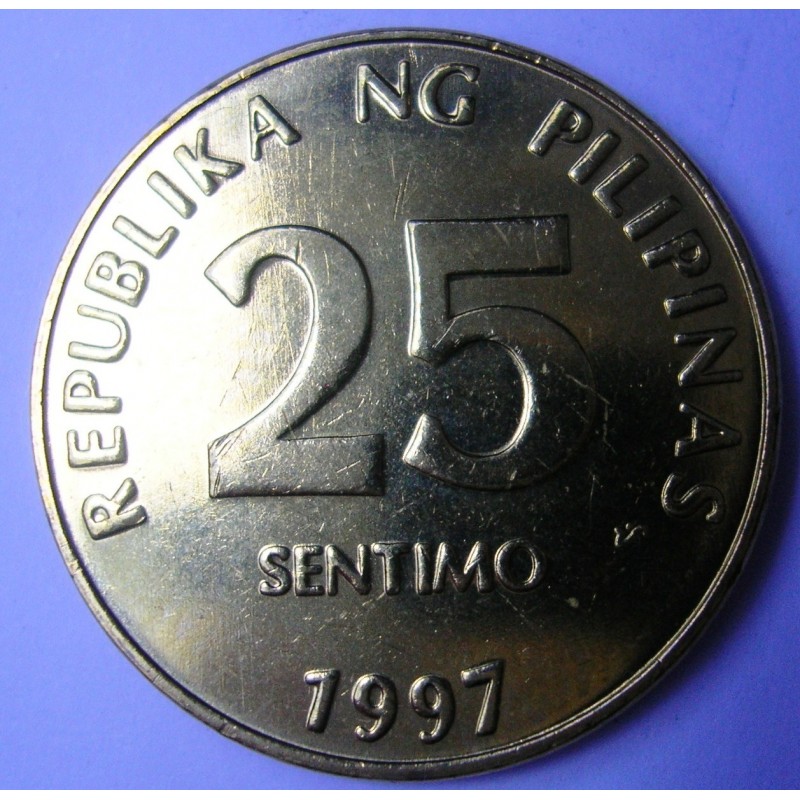 REPUBLIKA NG PILIPINAS
25
SENTIMO
1997